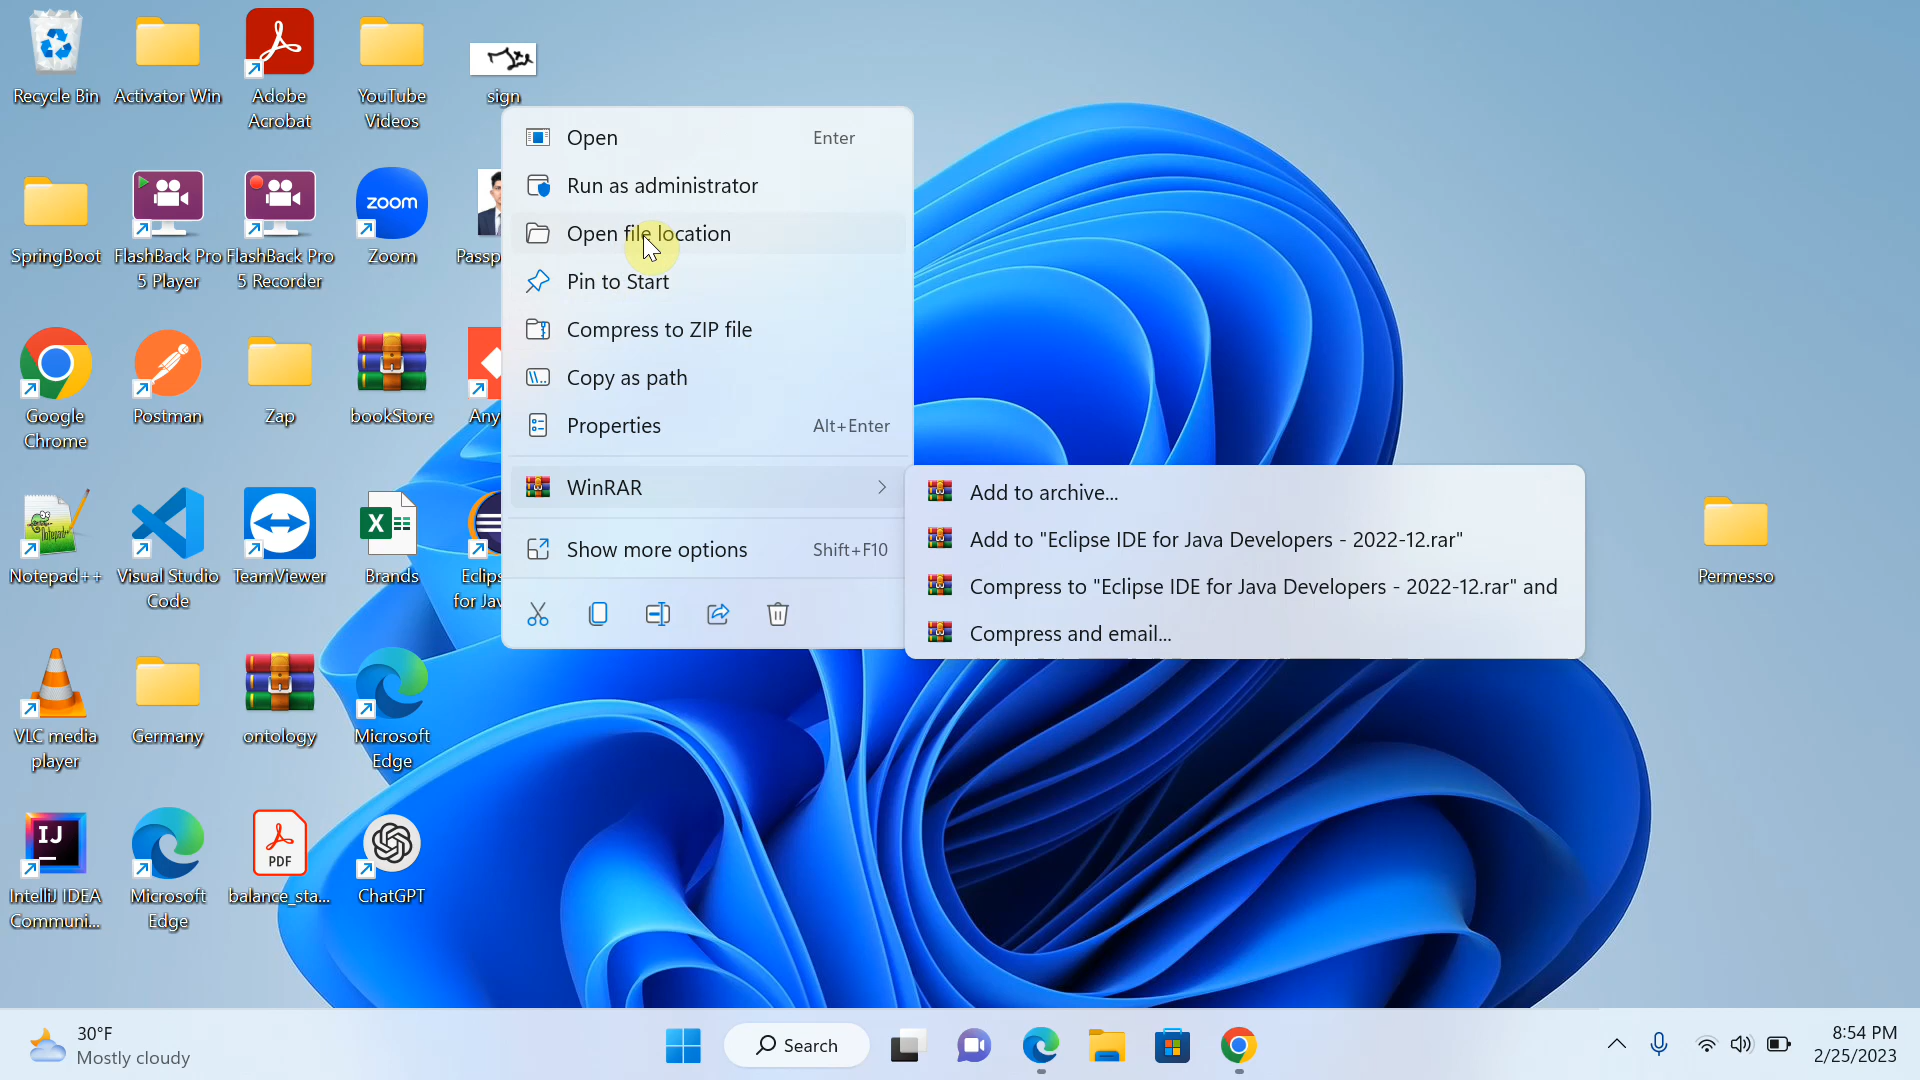 Recycle Bin
Activator Win
Adobe
Acrobat
YouTube
Videos
sign
SpringBoot
FlashBack Pro
5 Player
FlashBack Pro
5 Recorder
zoom
Zoom
Passp
Google
Chrome
Postman
Zap
bookStore
Any
Notepad++
Visual Studio
Code
TeamViewer
X
Brands
Eclips
for Jav
VLC media
player
Germany
ontology
Microsoft
Edge
IJ
IntelliJ IDEA
Communi...
Microsoft
Edge
PDF
balance_sta...
ChatGPT
Permesso
Open Enter
Run as administrator
Open file location
Pin to Start
Compress to ZIP file
Copy as path
Properties Alt+Enter
WinRAR
Show more options Shift+F10
Add to archive...
Add to "Eclipse IDE for Java Developers - 2022-12.rar"
Compress to "Eclipse IDE for Java Developers - 2022-12.rar" and
Compress and email...
30°F
Mostly cloudy
Search
8:54 PM
2/25/2023